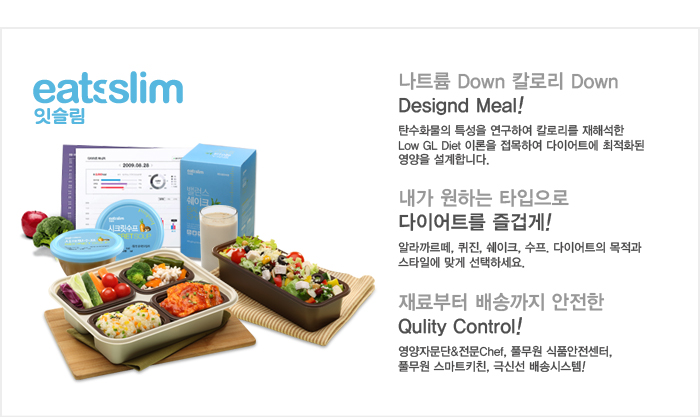 eatsslim
잇슬림
2009.08.26
eatsslim
밸런스
쉐이크
eatsslim
시크릿수프
나트륨 Down 칼로리 Down
Designd Meal!
탄수화물의 특성을 연구하여 칼로리를 재해석한
Low GL Diet 이론을 접목하여 다이어트에 최적화된
영양을 설계합니다.
내가 원하는 타입으로
다이어트를 즐겁게!
알라까르떼, 퀴진, 쉐이크, 수프. 다이어트의 목적과
스타일에 맞게 선택하세요.
재료부터 배송까지 안전한
Qulity Control!
영양자문단&전문Chef, 풀무원 식품안전센터,
풀무원 스마트키친, 극신선 배송시스템!